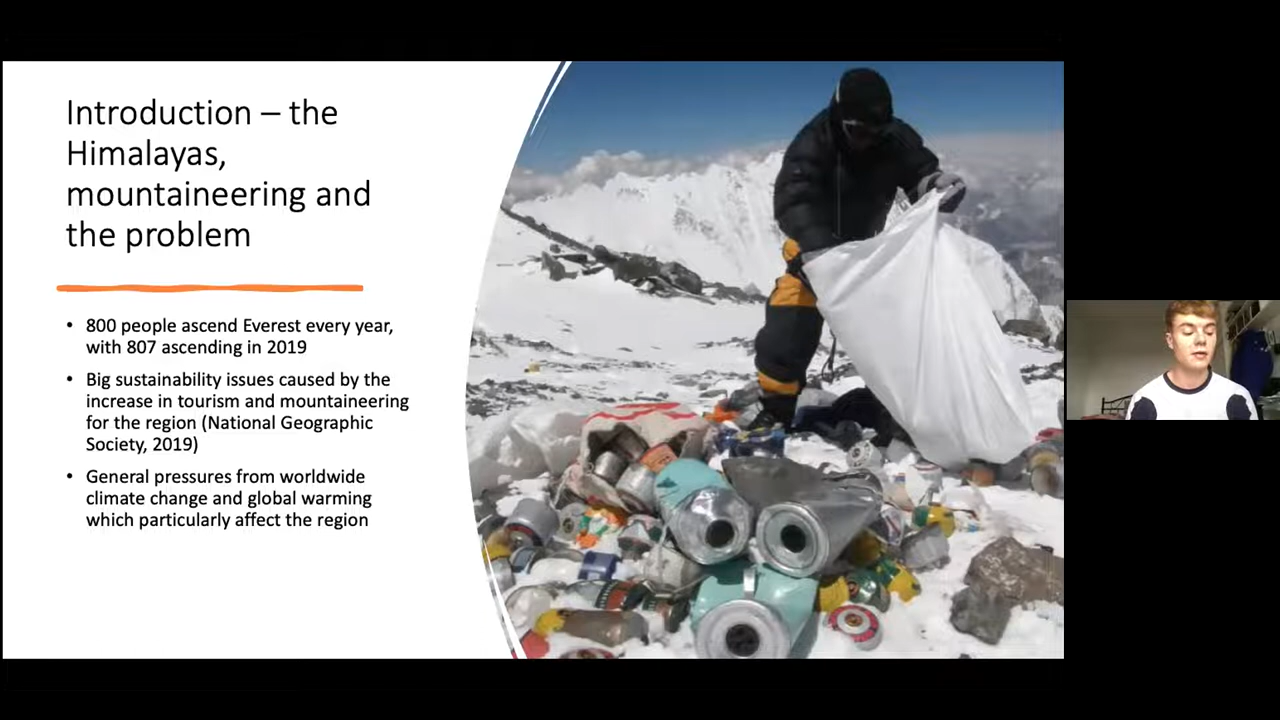 Introduction – the
Himalayas,
mountaineering and
the problem
• 800 people ascend Everest every year,
with 807 ascending in 2019
• Big sustainability issues caused by the
increase in tourism and mountaineering
for the region (National Geographic
Society, 2019)
• General pressures from worldwide
climate change and global warming
which particularly affect the region